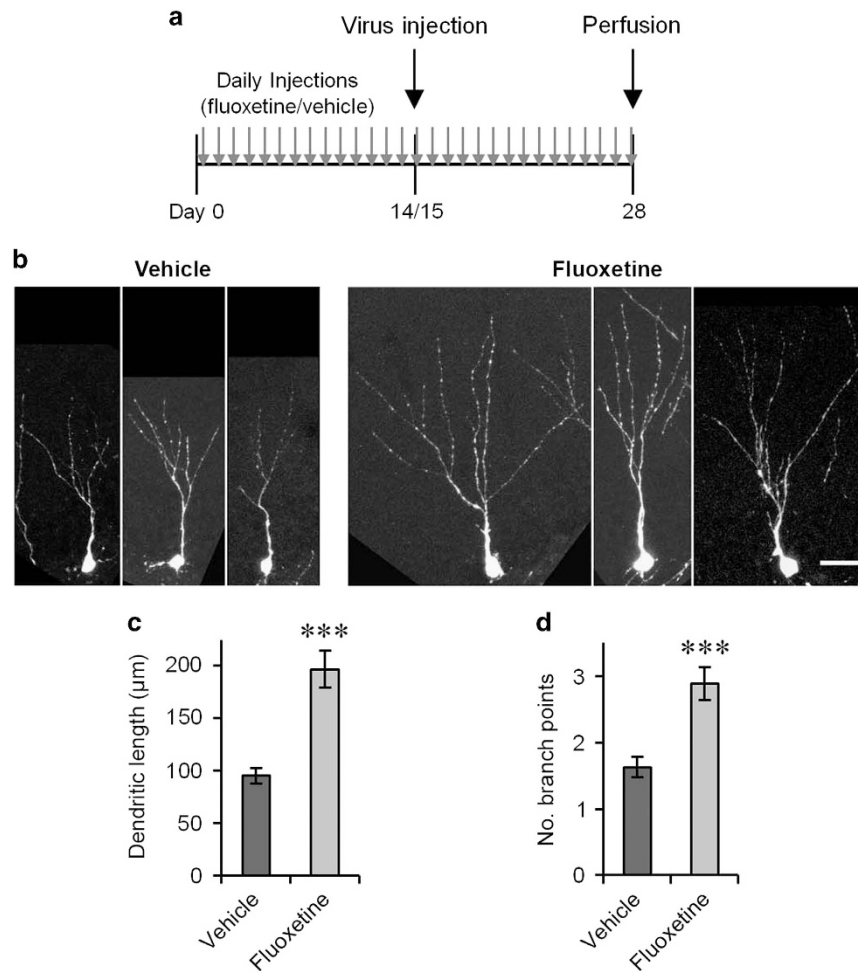 a
Virus injection
Perfusion
Daily Injections
(fluoxetine/vehicle)
Day 0
14/15
28
b
Vehicle
Fluoxetine
c
***
Dendritic length (µm)
200
150
100
50
0
Vehicle
Fluoxetine
d
***
No. branch points
3
2
1
0
Vehicle
Fluoxetine